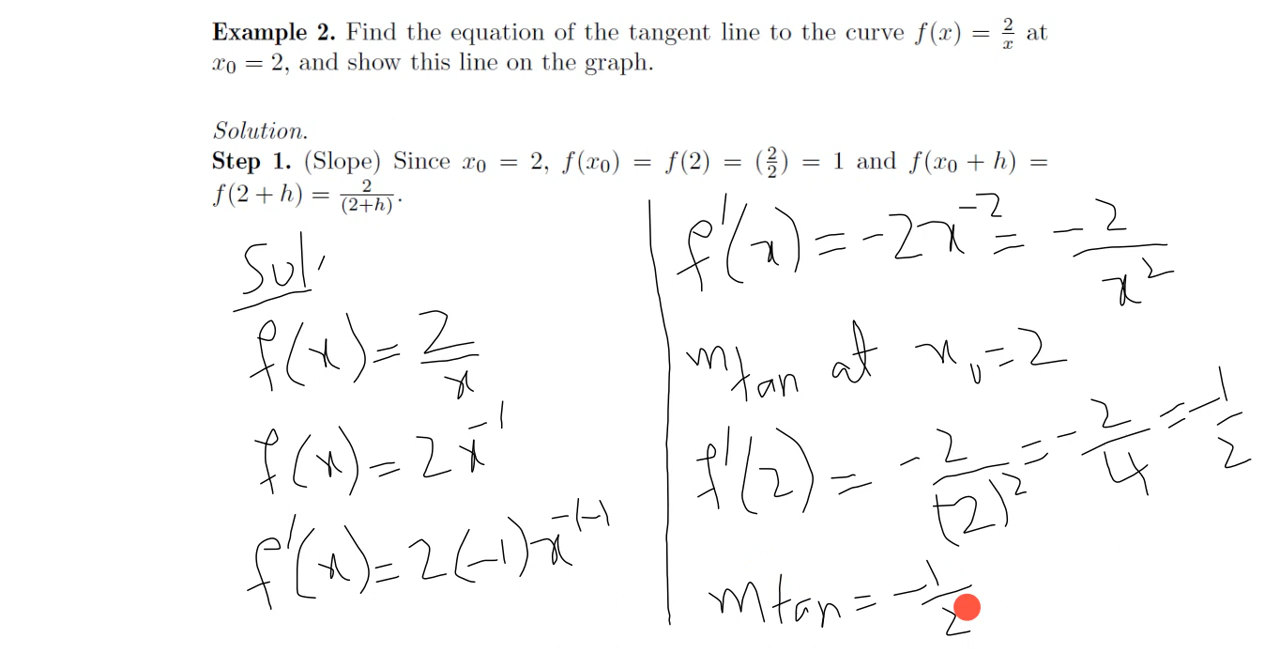 Example 2. Find the equation of the tangent line to the curve f(x) = 2/x at
x₀ = 2, and show this line on the graph.
Solution.
Step 1. (Slope) Since x₀ = 2, f(x₀) = f(2) = (2/2) = 1 and f(x₀ + h) =
f(2 + h) = 2/(2+h).
Sol.
f(x) = 2/x
f(x) = 2x⁻¹
f'(x) = 2(-1)x⁻¹⁻¹
f'(x) = -2x⁻² = -2/x²
mtan at x₀ = 2
f'(2) = -2/(2)² = -2/4 = -1/2
mtan = -1/2